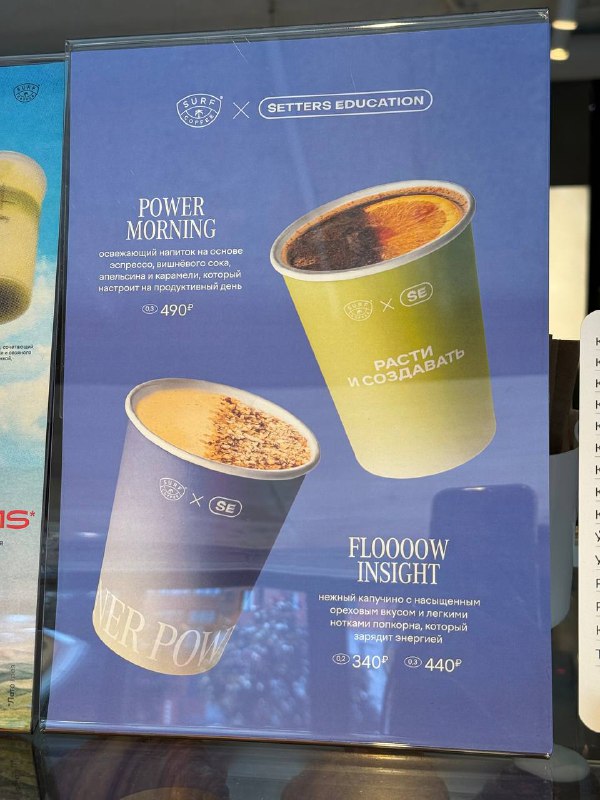 SURF COFFEE × SETTERS EDUCATION
POWER
MORNING
освежающий напиток на основе
эспрессо, вишнёвого сока,
апельсина и карамели, который
настроит на продуктивный день
0,3 490₽
SURF COFFEE × SE
РАСТИ
И СОЗДАВАТЬ
SURF COFFEE × SE
POW
FLOOOOW
INSIGHT
нежный капучино с насыщенным
ореховым вкусом и легкими
нотками попкорна, который
зарядит энергией
0,2 340₽ 0,3 440₽